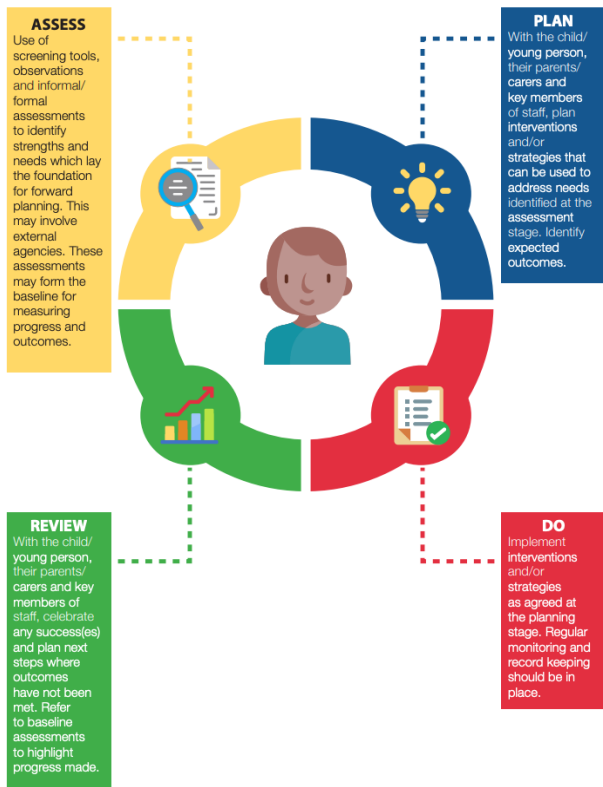 ASSESS
Use of
screening tools,
observations
and informal/
formal
assessments
to identify
strengths and
needs which lay
the foundation
for forward
planning. This
may involve
external
agencies. These
assessments
may form the
baseline for
measuring
progress and
outcomes.
PLAN
With the child/
young person,
their parents/
carers and
key members
of staff, plan
interventions
and/or
strategies that
can be used to
address needs
identified at the
assessment
stage. Identify
expected
outcomes.
REVIEW
With the child/
young person,
their parents/
carers and key
members of
staff, celebrate
any success(es)
and plan next
steps where
outcomes
have not been
met. Refer
to baseline
assessments
to highlight
progress made.
DO
Implement
interventions
and/or
strategies
as agreed at
the planning
stage. Regular
monitoring and
record keeping
should be in
place.